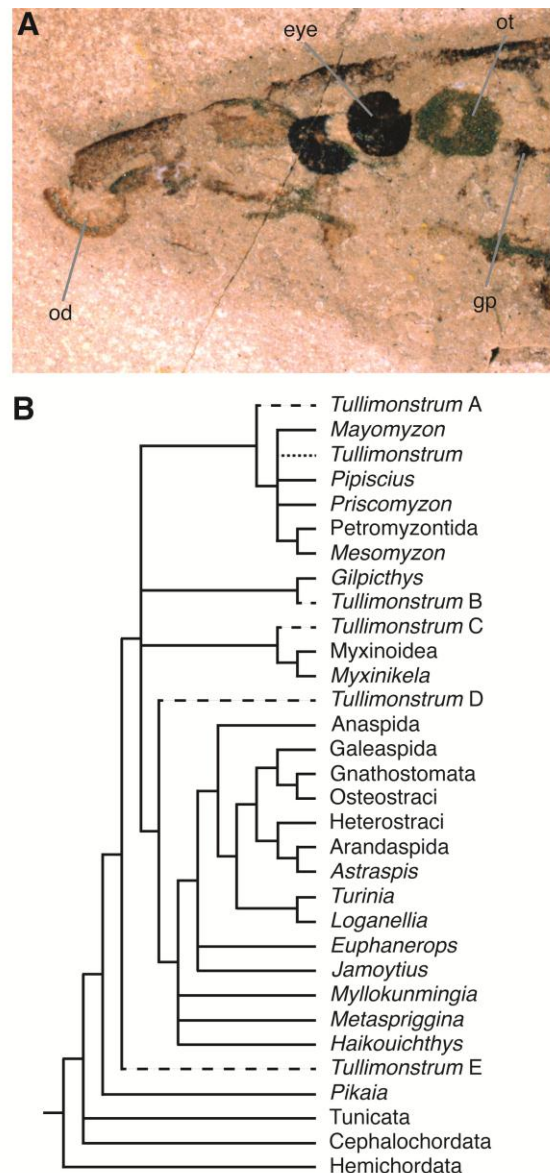 A
eye
ot
od
gp
B
Tullimonstrum A
Mayomyzon
Tullimonstrum
Pipiscius
Priscomyzon
Petromyzontida
Mesomyzon
Gilpicthys
Tullimonstrum B
Tullimonstrum C
Myxinoidea
Myxinikela
Tullimonstrum D
Anaspida
Galeaspida
Gnathostomata
Osteostraci
Heterostraci
Arandaspida
Astraspis
Turinia
Loganellia
Euphanerops
Jamoytius
Myllokunmingia
Metaspriggina
Haikouichthys
Tullimonstrum E
Pikaia
Tunicata
Cephalochordata
Hemichordata